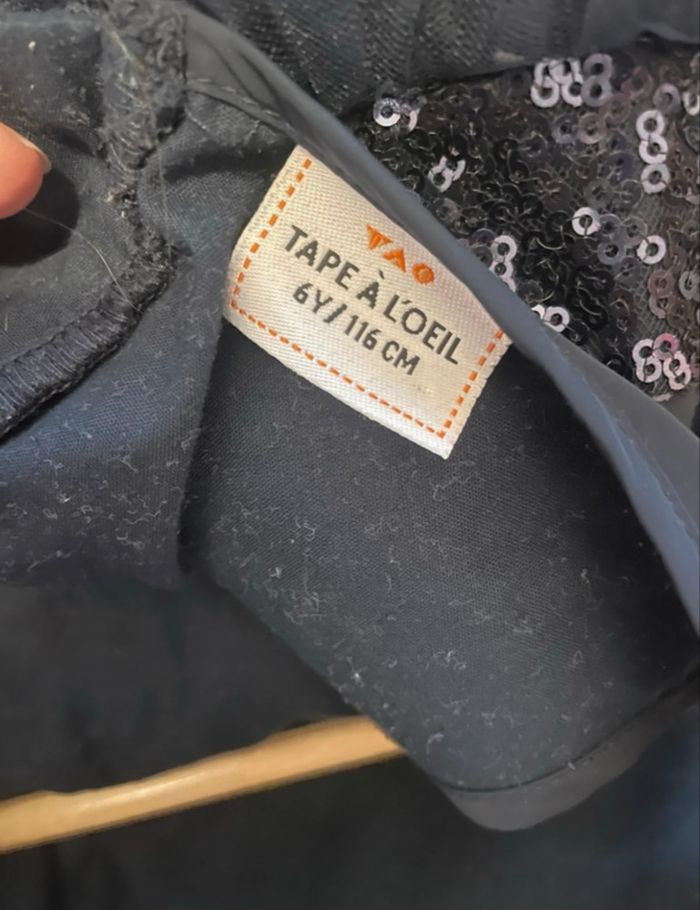 TAO
TAPE À L'OEIL
6Y/116 CM